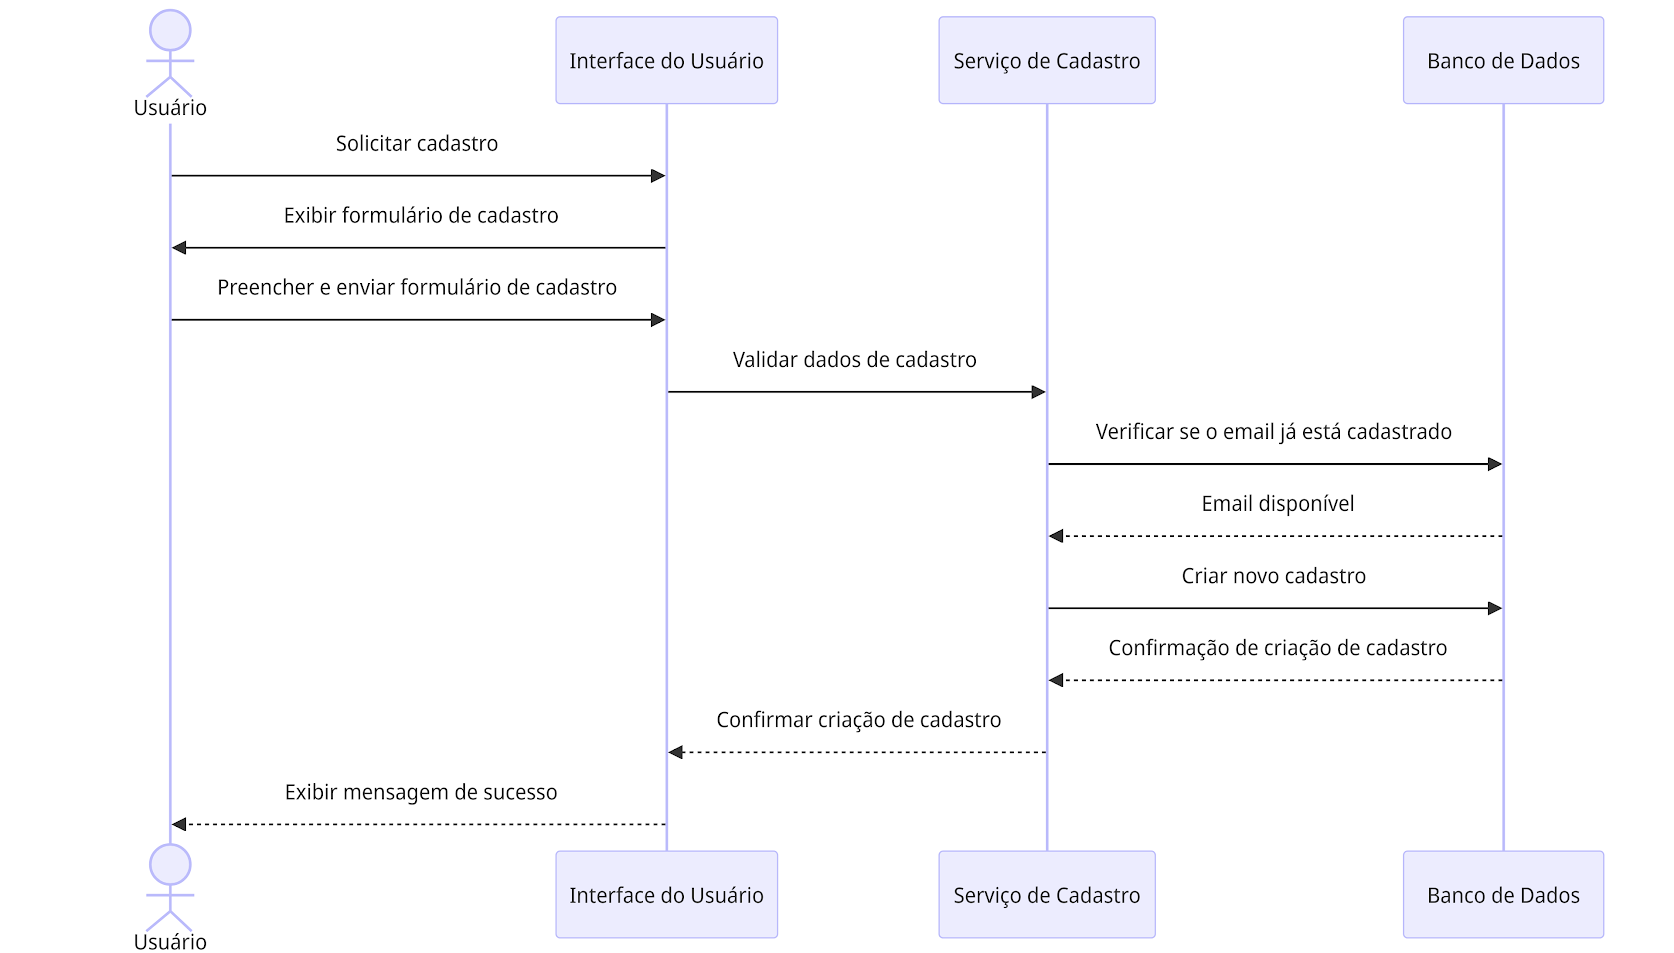 Usuário
Interface do Usuário
Serviço de Cadastro
Banco de Dados
Solicitar cadastro
Exibir formulário de cadastro
Preencher e enviar formulário de cadastro
Validar dados de cadastro
Verificar se o email já está cadastrado
Email disponível
Criar novo cadastro
Confirmação de criação de cadastro
Confirmar criação de cadastro
Exibir mensagem de sucesso
Usuário
Interface do Usuário
Serviço de Cadastro
Banco de Dados